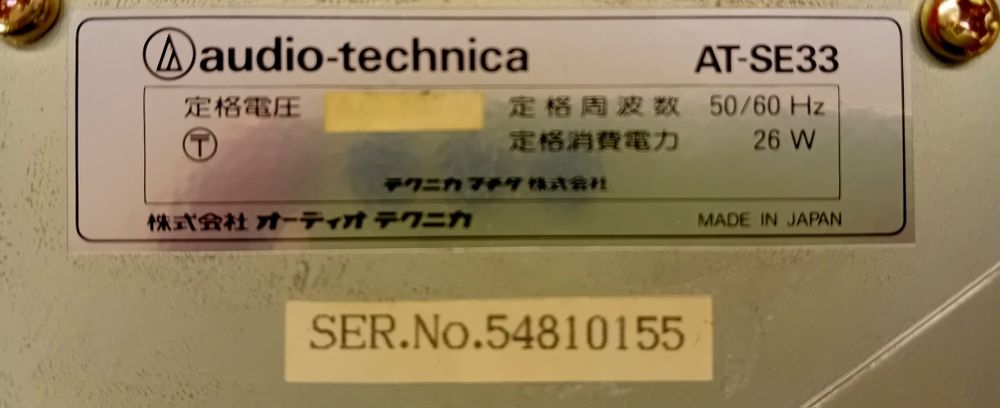 audio-technica AT-SE33
定格電圧 定格周波数 50/60 Hz
〒 定格消費電力 26 W
テクニカ マチダ 株式会社
株式会社 オーディオ テクニカ MADE IN JAPAN
SER.No.54810155